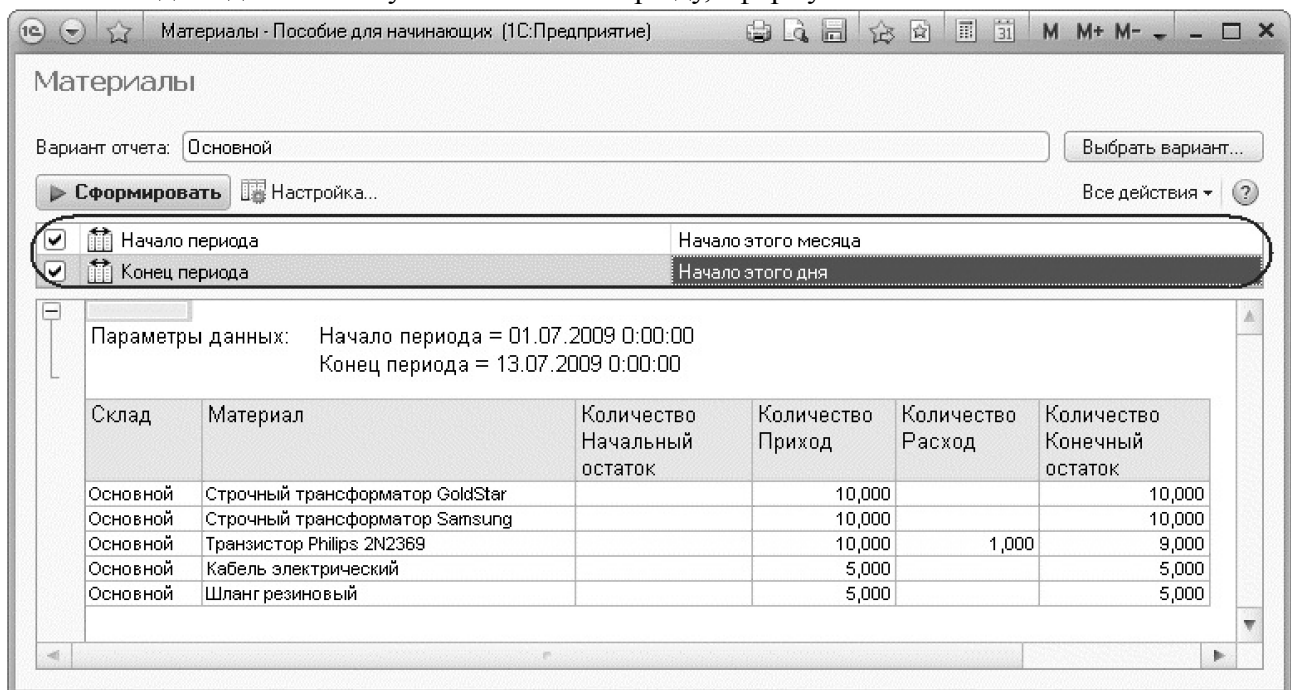 Материалы - Пособие для начинающих (1С:Предприятие)
31 M M+ M-
Материалы
Вариант отчета: Основной Выбрать вариант...
Сформировать Настройка... Все действия ?
Начало периода Начало этого месяца
Конец периода Начало этого дня
Параметры данных: Начало периода = 01.07.2009 0:00:00
Конец периода = 13.07.2009 0:00:00
Склад Материал Количество Начальный остаток Количество Приход Количество Расход Количество Конечный остаток
Основной Строчный трансформатор GoldStar 10,000 10,000
Основной Строчный трансформатор Samsung 10,000 10,000
Основной Транзистор Philips 2N2369 10,000 1,000 9,000
Основной Кабель электрический 5,000 5,000
Основной Шланг резиновый 5,000 5,000